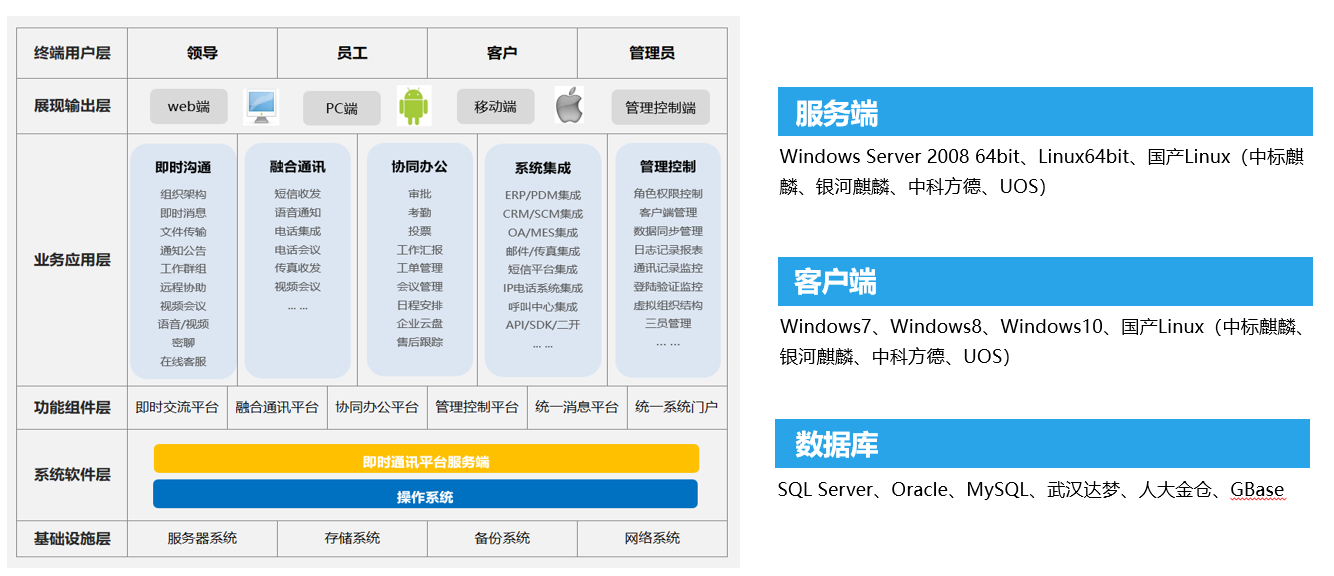 终端用户层
领导
员工
客户
管理员
展现输出层
web端
PC端
移动端
管理控制端
业务应用层
即时沟通
组织架构
即时消息
文件传输
通知公告
工作群组
远程协助
视频会议
语音/视频
密聊
在线客服
融合通讯
短信收发
语音通知
电话集成
电话会议
传真收发
视频会议
... ...
协同办公
审批
考勤
投票
工作汇报
工单管理
会议管理
日程安排
企业云盘
售后跟踪
系统集成
ERP/PDM集成
CRM/SCM集成
OA/MES集成
邮件/传真集成
短信平台集成
IP电话系统集成
呼叫中心集成
API/SDK/二开
... ...
管理控制
角色权限控制
客户端管理
数据同步管理
日志记录报表
通讯记录监控
登陆验证监控
虚拟组织结构
三员管理
... ...
功能组件层
即时交流平台
融合通讯平台
协同办公平台
管理控制平台
统一消息平台
统一系统门户
系统软件层
即时通讯平台服务端
操作系统
基础设施层
服务器系统
存储系统
备份系统
网络系统
服务端
Windows Server 2008 64bit、Linux64bit、国产Linux（中标麒
麟、银河麒麟、中科方德、UOS）
客户端
Windows7、Windows8、Windows10、国产Linux（中标麒麟、
银河麒麟、中科方德、UOS）
数据库
SQL Server、Oracle、MySQL、武汉达梦、人大金仓、GBase